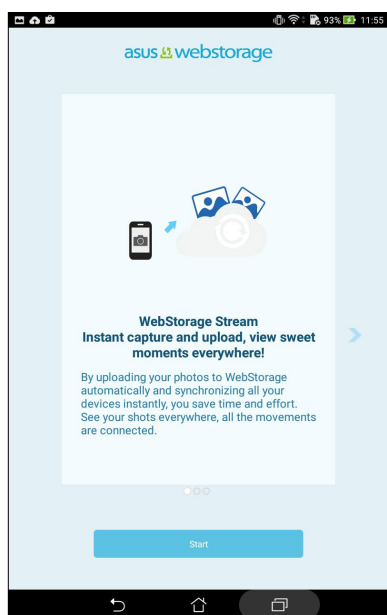 93% 11:55
asus webstorage
WebStorage Stream
Instant capture and upload, view sweet
moments everywhere!
By uploading your photos to WebStorage
automatically and synchronizing all your
devices instantly, you save time and effort.
See your shots everywhere, all the movements
are connected.
Start